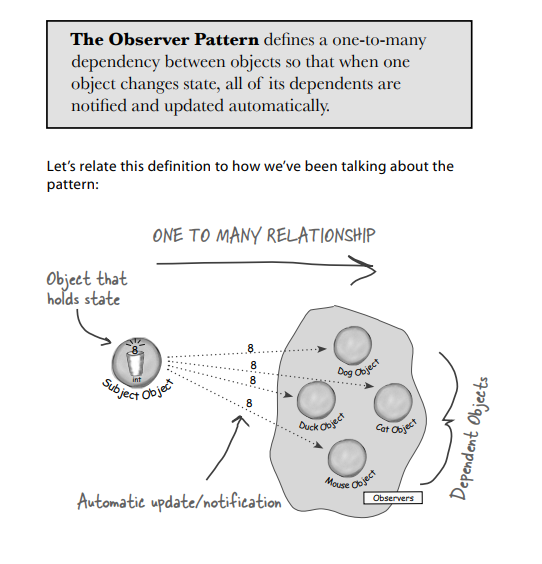 The Observer Pattern defines a one-to-many
dependency between objects so that when one
object changes state, all of its dependents are
notified and updated automatically.
Let's relate this definition to how we've been talking about the
pattern:
ONE TO MANY RELATIONSHIP
Object that
holds state
8
int
Subject Object
8
8
8
8
Dog Object
Duck Object
Cat Object
Mouse Object
Observers
Dependent Objects
Automatic update/notification